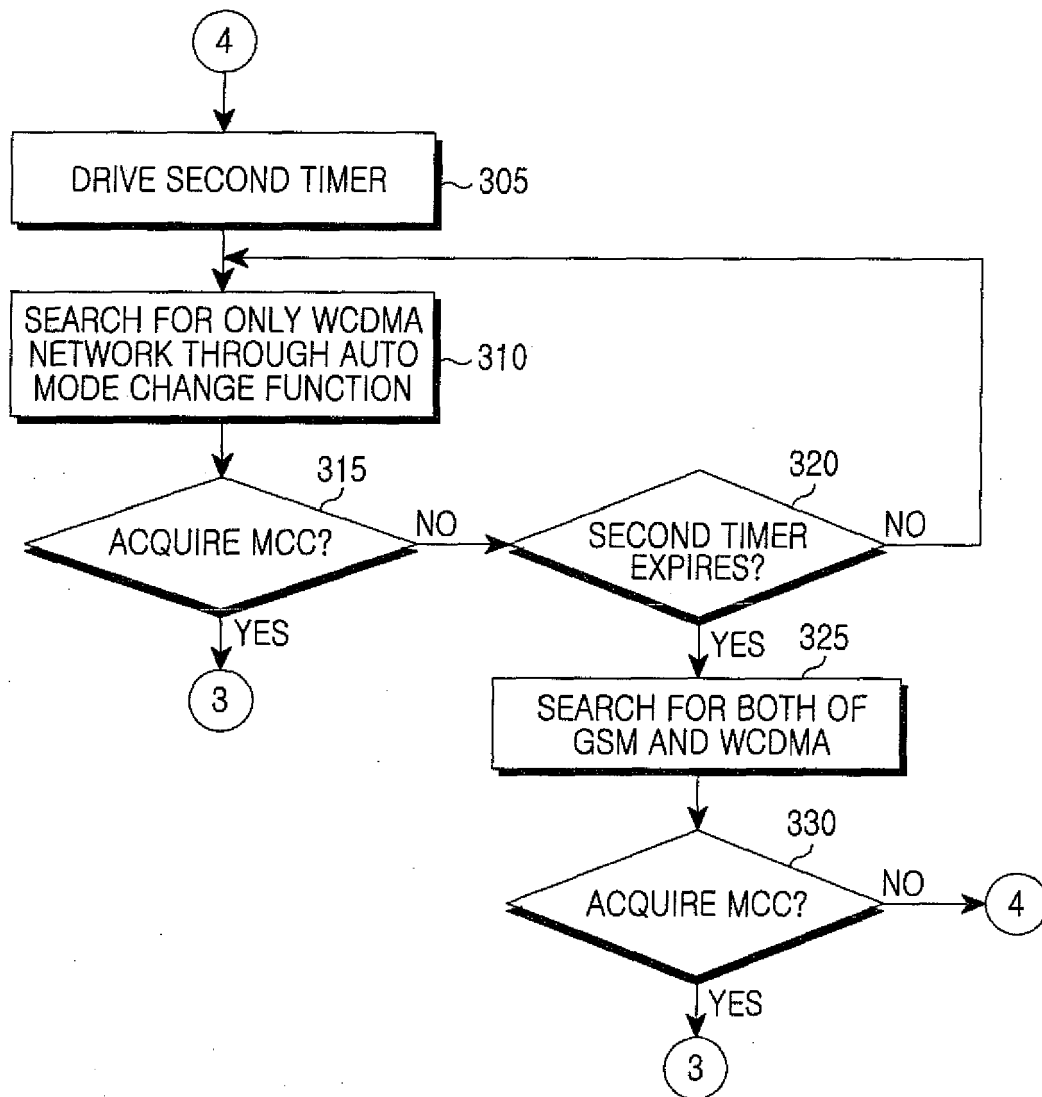 4
DRIVE SECOND TIMER
305
SEARCH FOR ONLY WCDMA
NETWORK THROUGH AUTO
MODE CHANGE FUNCTION
310
315
ACQUIRE MCC?
NO
YES
3
320
SECOND TIMER
EXPIRES?
NO
YES
325
SEARCH FOR BOTH OF
GSM AND WCDMA
330
ACQUIRE MCC?
NO
4
YES
3